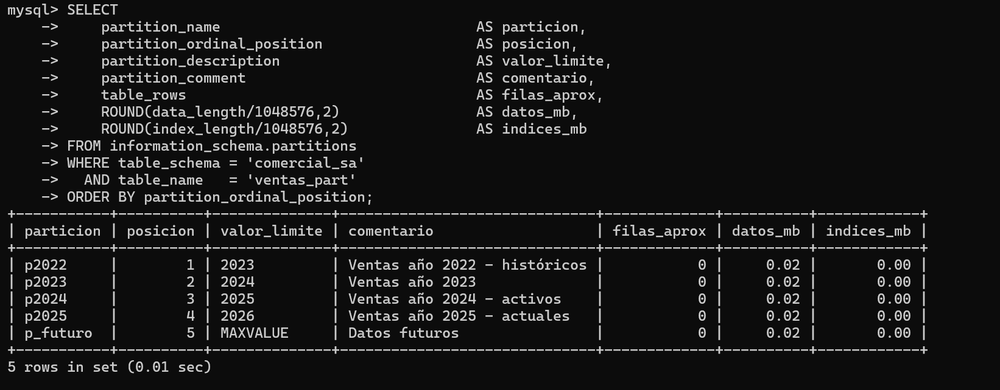 mysql> SELECT
    ->     partition_name                              AS particion,
    ->     partition_ordinal_position                  AS posicion,
    ->     partition_description                       AS valor_limite,
    ->     partition_comment                           AS comentario,
    ->     table_rows                                  AS filas_aprox,
    ->     ROUND(data_length/1048576,2)                AS datos_mb,
    ->     ROUND(index_length/1048576,2)               AS indices_mb
    -> FROM information_schema.partitions
    -> WHERE table_schema = 'comercial_sa'
    ->   AND table_name   = 'ventas_part'
    -> ORDER BY partition_ordinal_position;
+-----------+----------+--------------+------------------------------+-------------+----------+------------+
| particion | posicion | valor_limite | comentario                   | filas_aprox | datos_mb | indices_mb |
+-----------+----------+--------------+------------------------------+-------------+----------+------------+
| p2022     |        1 | 2023         | Ventas año 2022 - históricos |           0 |     0.02 |       0.00 |
| p2023     |        2 | 2024         | Ventas año 2023              |           0 |     0.02 |       0.00 |
| p2024     |        3 | 2025         | Ventas año 2024 - activos    |           0 |     0.02 |       0.00 |
| p2025     |        4 | 2026         | Ventas año 2025 - actuales   |           0 |     0.02 |       0.00 |
| p_futuro  |        5 | MAXVALUE     | Datos futuros                |           0 |     0.02 |       0.00 |
+-----------+----------+--------------+------------------------------+-------------+----------+------------+
5 rows in set (0.01 sec)